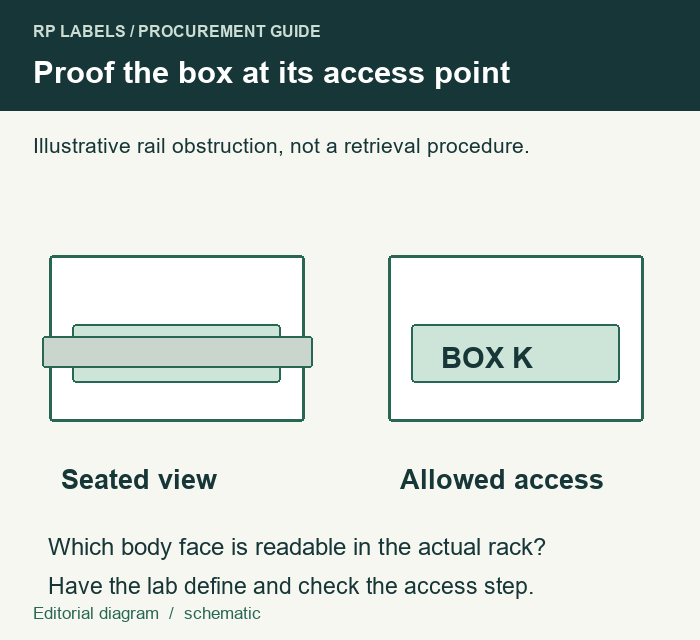 RP LABELS / PROCUREMENT GUIDE
Proof the box at its access point
Illustrative rail obstruction, not a retrieval procedure.
BOX K
Seated view
Allowed access
Which body face is readable in the actual rack?
Have the lab define and check the access step.
Editorial diagram / schematic